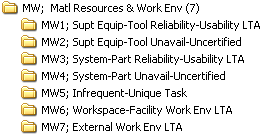 MW;  Matl Resources & Work Env (7)
MW1; Supt Equip-Tool Reliability-Usability LTA
MW2; Supt Equip-Tool Unavail-Uncertified
MW3; System-Part Reliability-Usability LTA
MW4; System-Part Unavail-Uncertified
MW5; Infrequent-Unique Task
MW6; Workspace-Facility Work Env LTA
MW7; External Work Env LTA